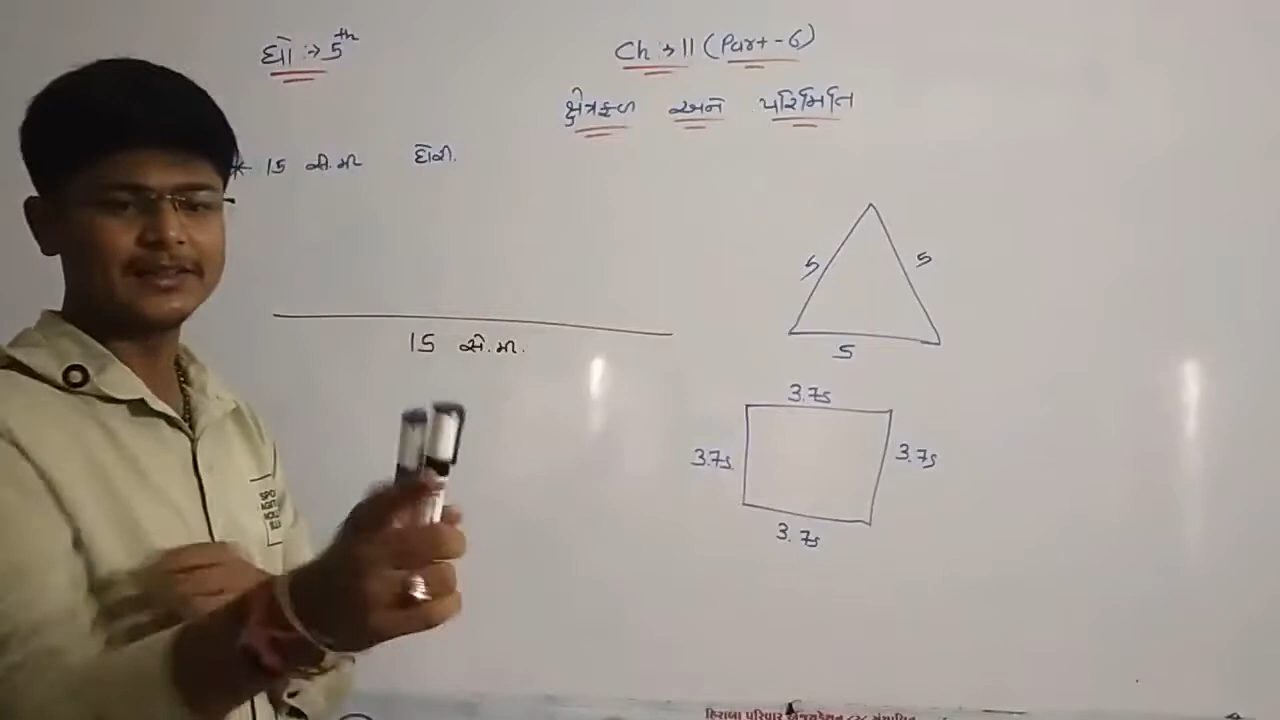 ધો :→ 5th
Ch :→ 11 (Part - 6)
ક્ષેત્રફળ અને પરિમિતિ
* 15 સે.મી. દોરી.
5 5
5
15 સે.મી.
3.75
3.75 3.75
3.75
હિરાબા પરિવાર